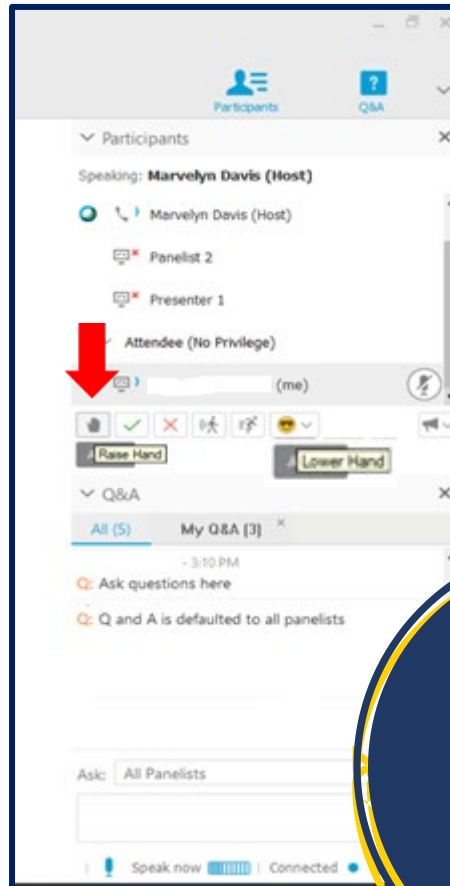 Participants
Q&A
Participants
Speaking: Marvelyn Davis (Host)
Marvelyn Davis (Host)
Panelist 2
Presenter 1
Attendee (No Privilege)
(me)
Raise Hand
Lower Hand
Q&A
All (5) My Q&A (3)
- 3:10 PM
Q: Ask questions here
Q: Q and A is defaulted to all panelists
Ask: All Panelists
Speak now Connected